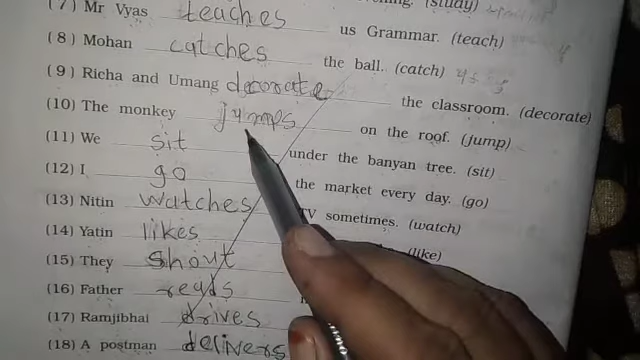 (study)
(7) Mr Vyas teaches us Grammar. (teach)
(8) Mohan catches the ball. (catch)
(9) Richa and Umang decorate the classroom. (decorate)
(10) The monkey jumps on the roof. (jump)
(11) We sit under the banyan tree. (sit)
(12) I go the market every day. (go)
(13) Nitin watches TV sometimes. (watch)
(14) Yatin likes (like)
(15) They shout
(16) Father reads
(17) Ramjibhai drives
(18) A postman delivers